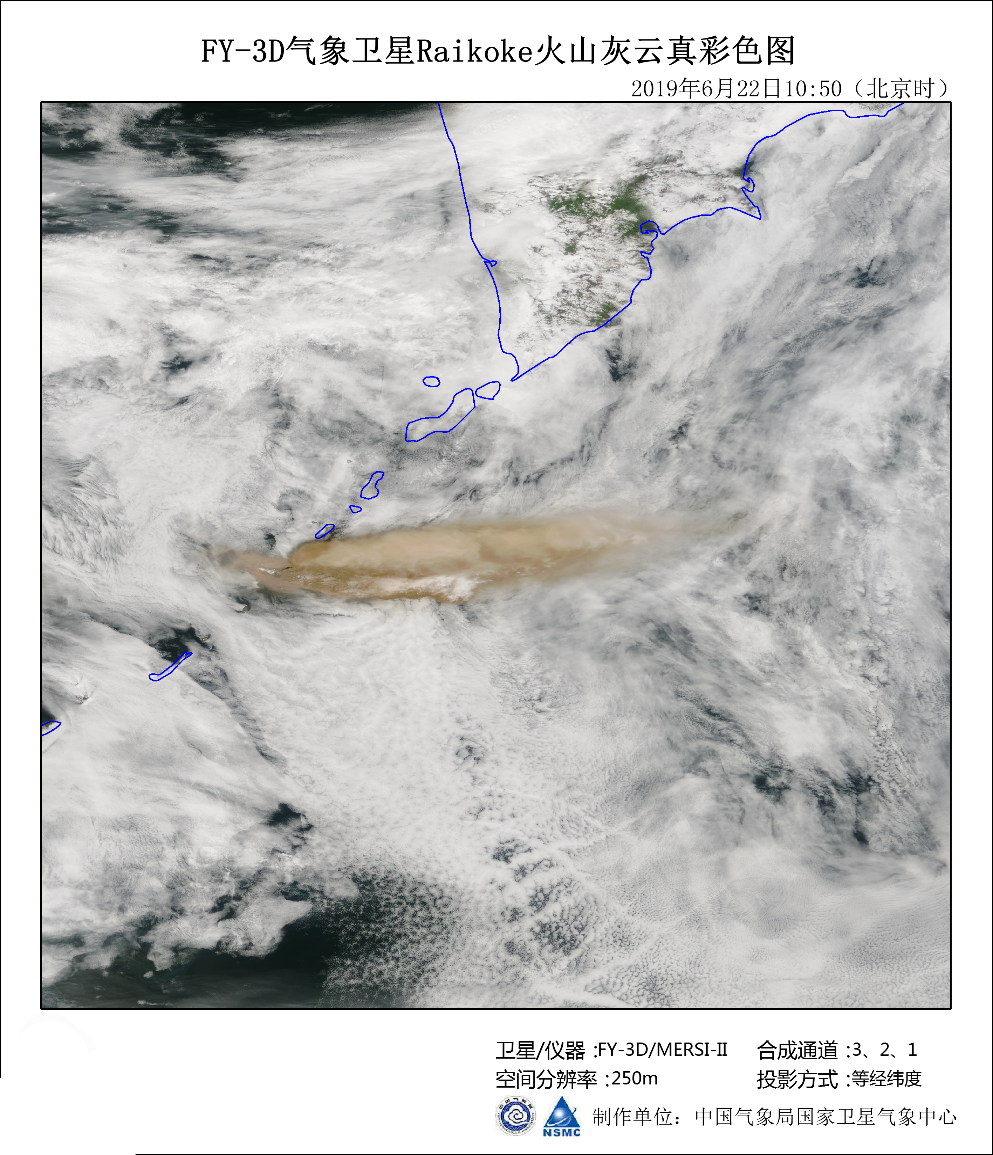 FY-3D气象卫星Raikoke火山灰云真彩色图
2019年6月22日10:50（北京时）
卫星/仪器：FY-3D/MERSI-II 合成通道：3、2、1
空间分辨率：250m 投影方式：等经纬度
NSMC 制作单位：中国气象局国家卫星气象中心